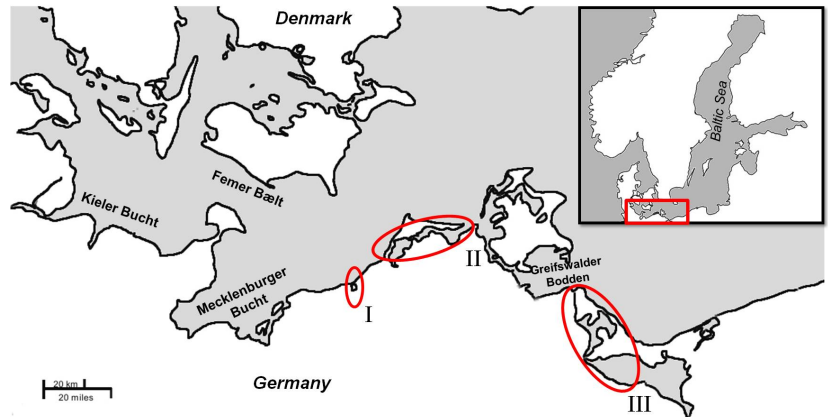 Denmark
Baltic Sea
Femer Bælt
Kieler Bucht
II
Greifswalder
Bodden
Mecklenburger
Bucht
I
20 km
20 miles
Germany
III